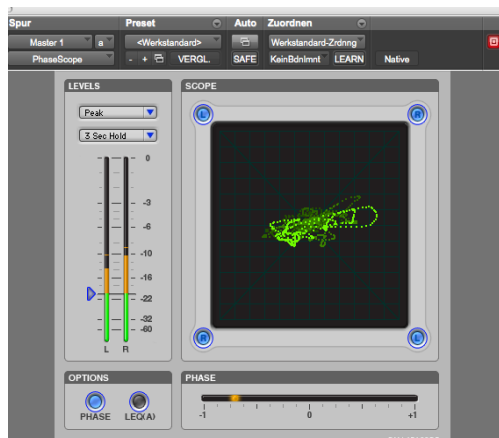 Spur Preset Auto Zuordnen
Master 1 a <Werkstandard> Werkstandard-Zrdnng
PhaseScope - + VERGL. SAFE KeinBdnlmnt LEARN Native
LEVELS
Peak
3 Sec Hold
0
-3
-6
-10
-16
-22
-32
-60
L R
SCOPE
L R
R L
OPTIONS
PHASE LEQ(A)
PHASE
-1 0 +1